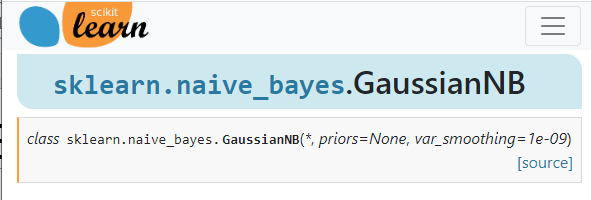 scikit
learn
sklearn.naive_bayes.GaussianNB
class sklearn.naive_bayes.GaussianNB(*, priors=None, var_smoothing=1e-09)
[source]